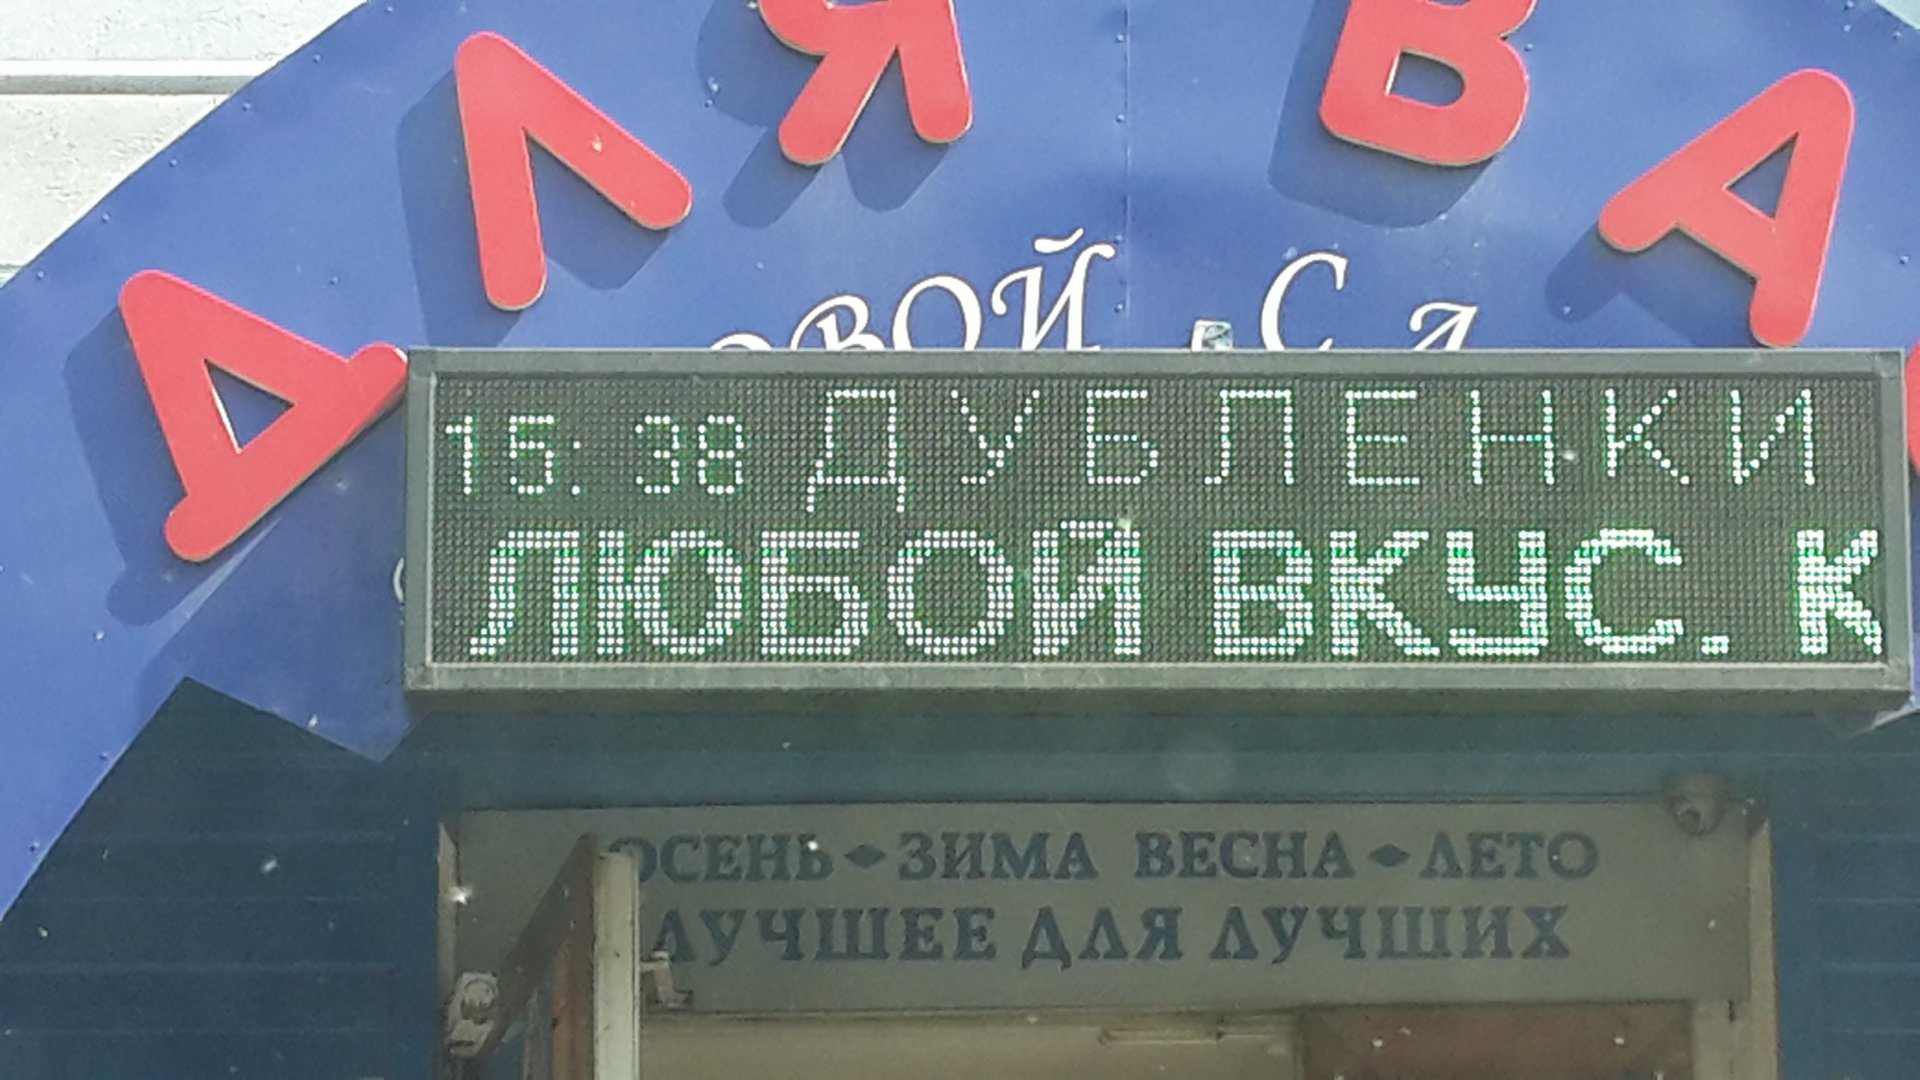 ДЛЯ ВА
15:38 ДУБЛЕНКИ
ЛЮБОЙ ВКУС. К
ОСЕНЬ ЗИМА ВЕСНА ЛЕТО
ЛУЧШЕЕ ДЛЯ ЛУЧШИХ